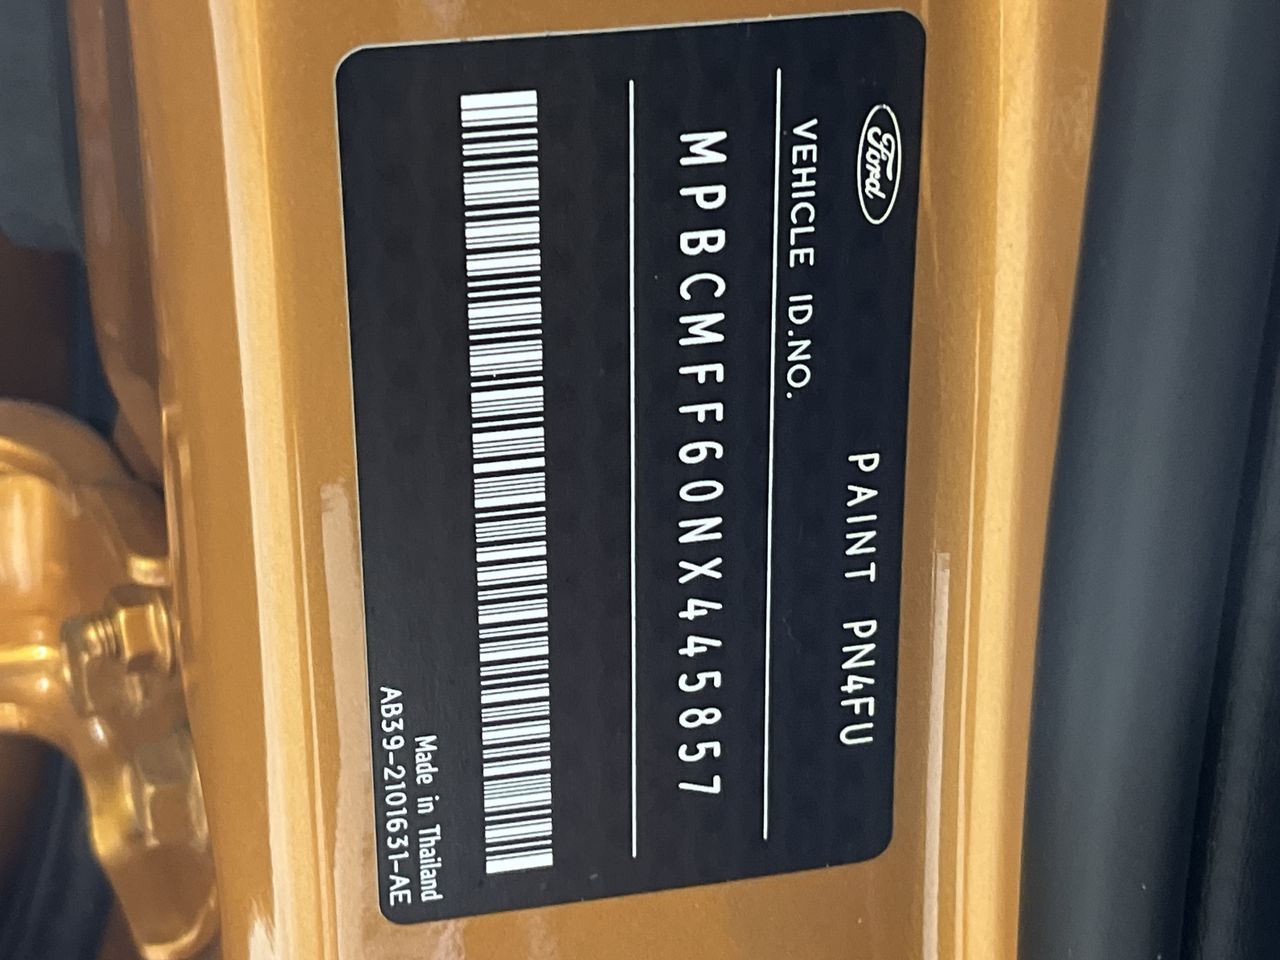 Ford
PAINT PN4FU
VEHICLE ID.NO.
MPBCMFF60NX445857
Made in Thailand
AB39-2101631-AE